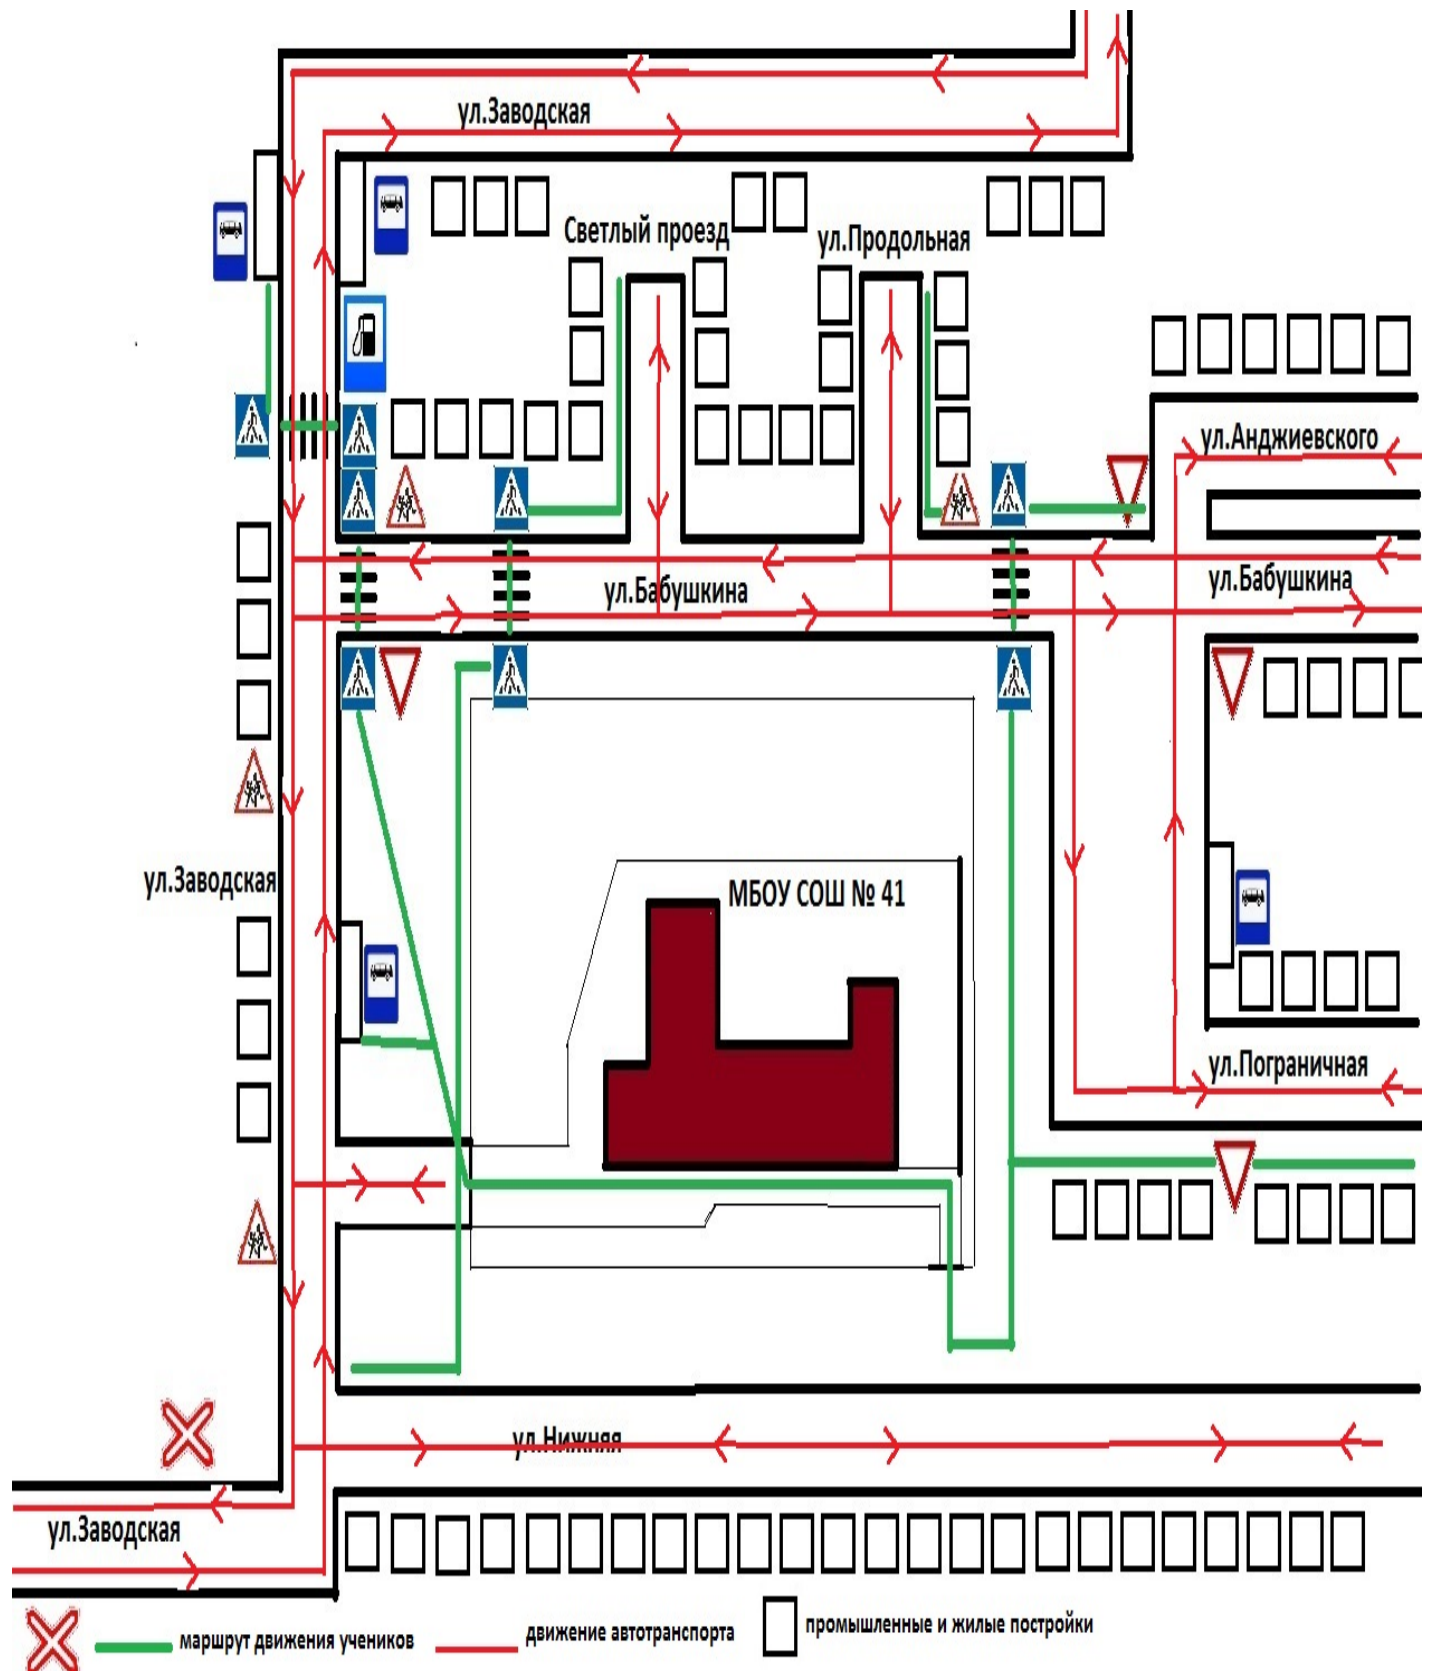 ул.Заводская
Светлый проезд
ул.Продольная
ул.Анджиевского
ул.Бабушкина
ул.Бабушкина
ул.Заводская
МБОУ СОШ № 41
ул.Пограничная
ул.Нижняя
ул.Заводская
маршрут движения учеников
движение автотранспорта
промышленные и жилые постройки